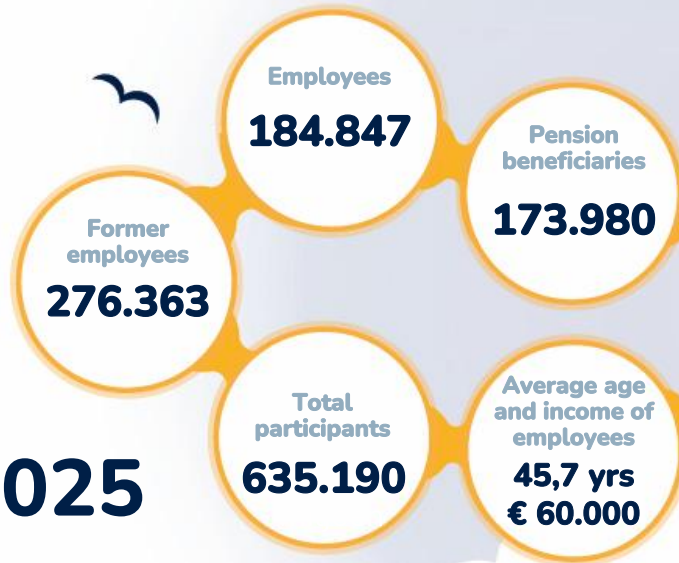 Employees
184.847
Pension
beneficiaries
173.980
Former
employees
276.363
Total
participants
635.190
Average age
and income of
employees
45,7 yrs
€ 60.000
025